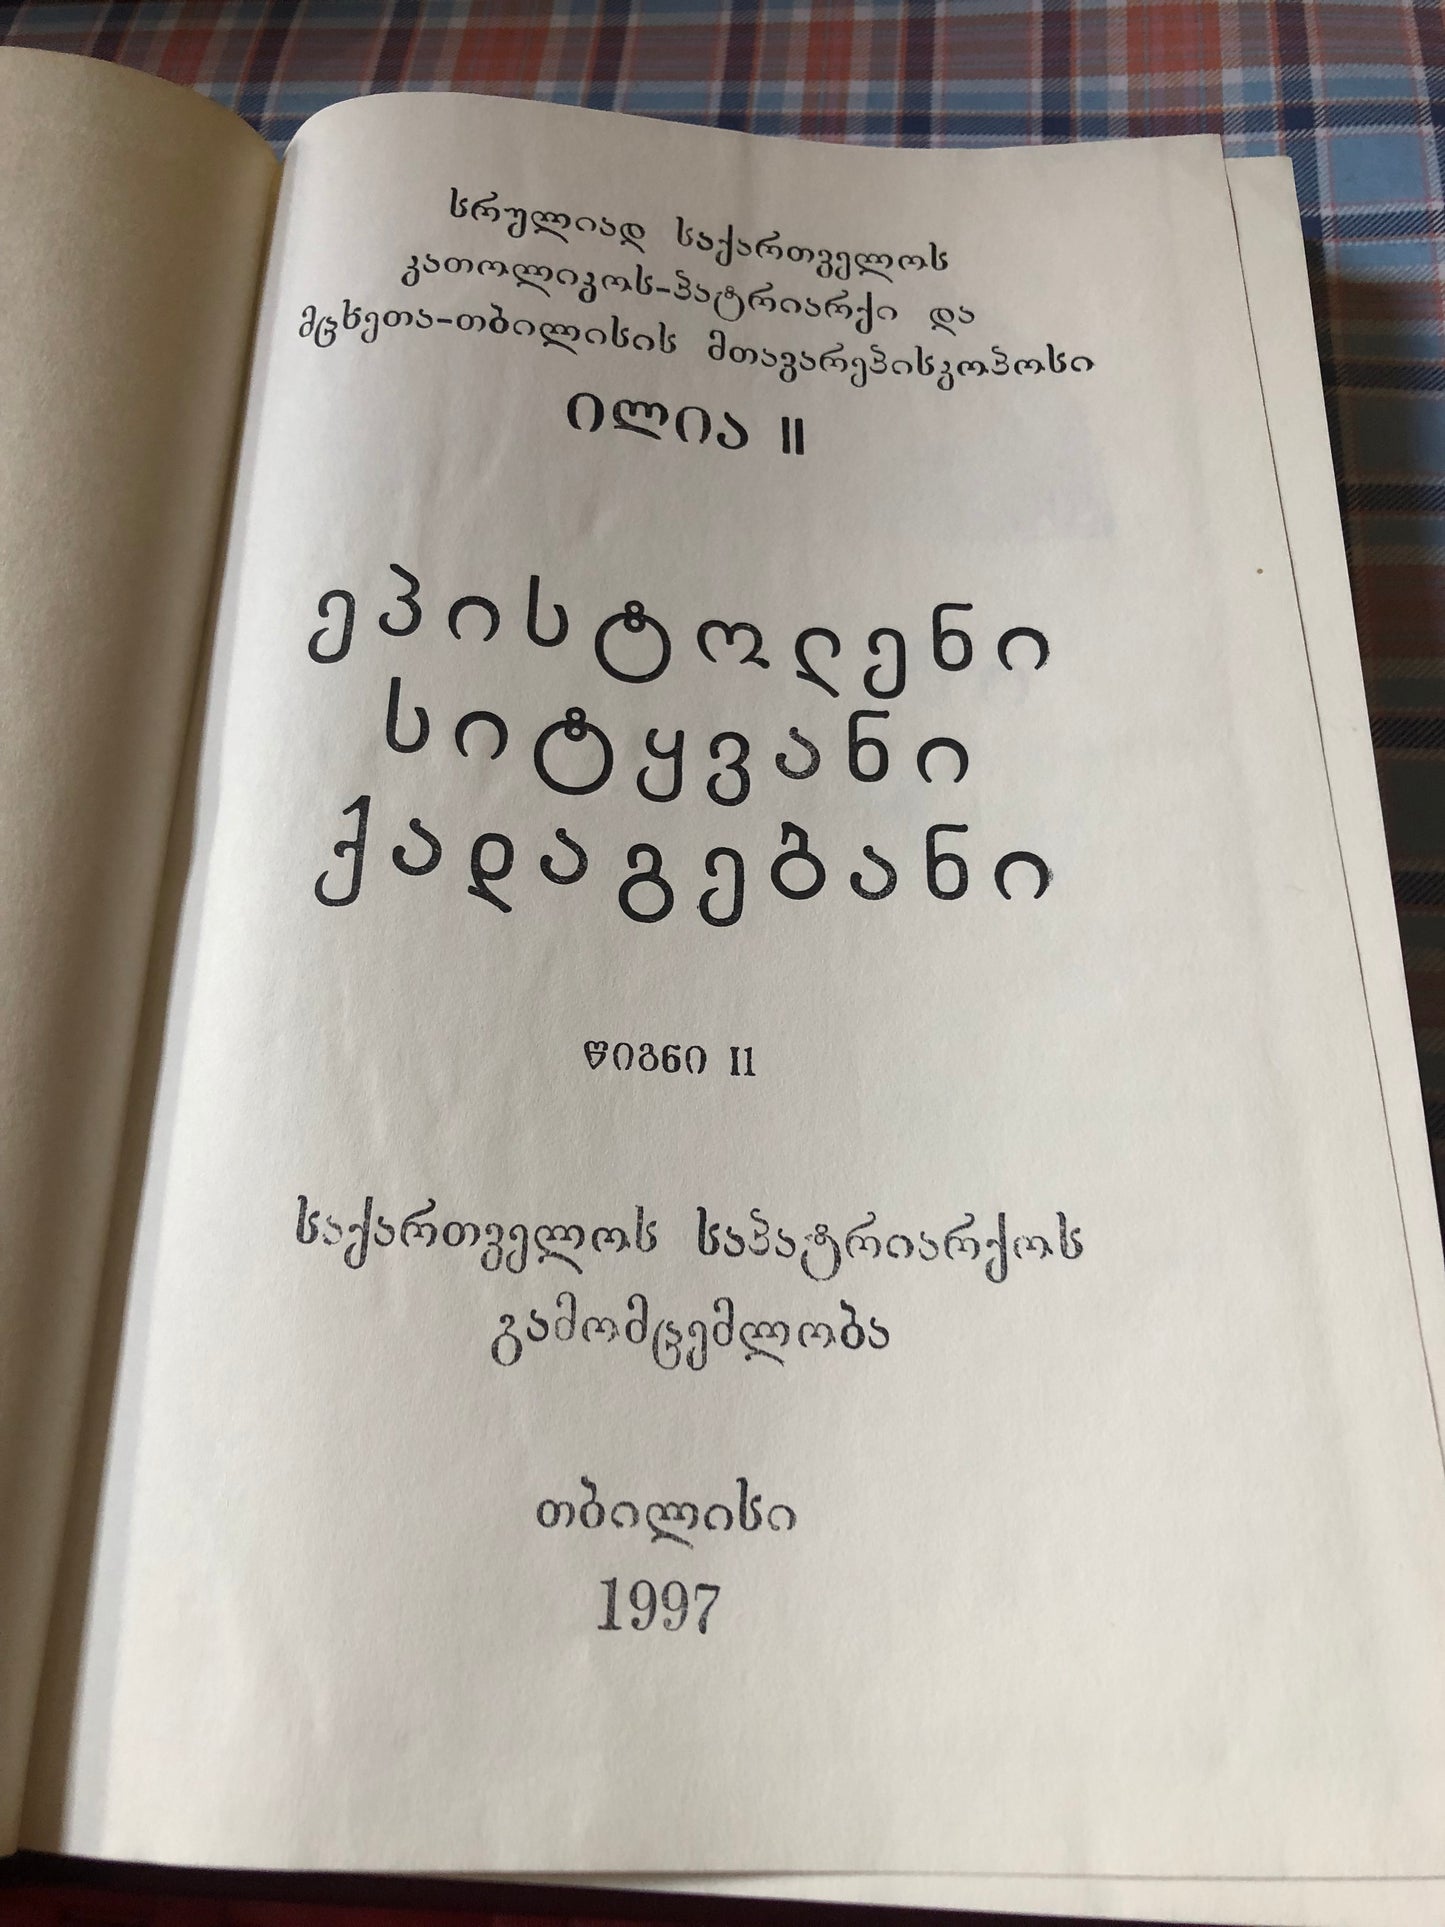 სრულიად საქართველოს
კათოლიკოს-პატრიარქი და
მცხეთა-თბილისის მთავარეპისკოპოსი
ილია II
ეპისტოლენი
სიტყვანი
ქადაგებანი
წიგნი II
საქართველოს საპატრიარქოს
გამომცემლობა
თბილისი
1997